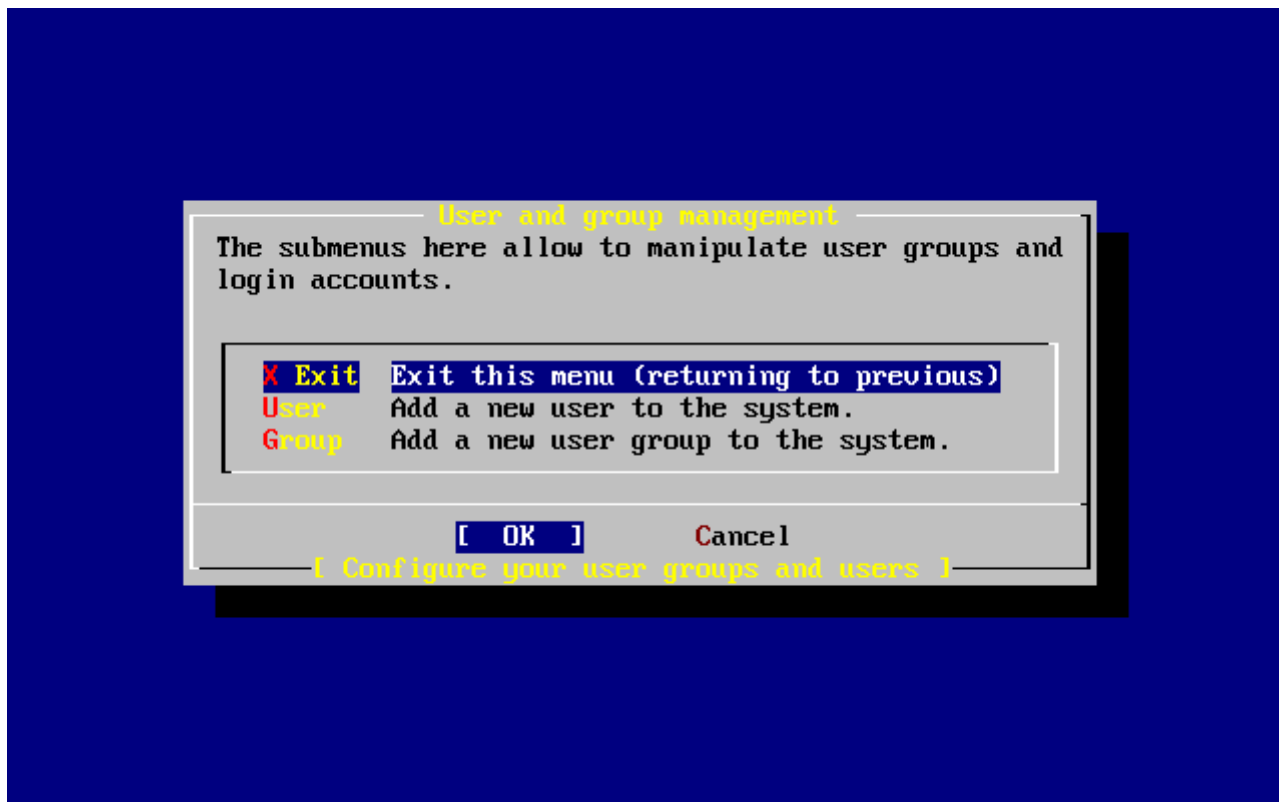 User and group management
The submenus here allow to manipulate user groups and
login accounts.
X Exit Exit this menu (returning to previous)
User Add a new user to the system.
Group Add a new user group to the system.
[ OK ] Cancel
[ Configure your user groups and users ]